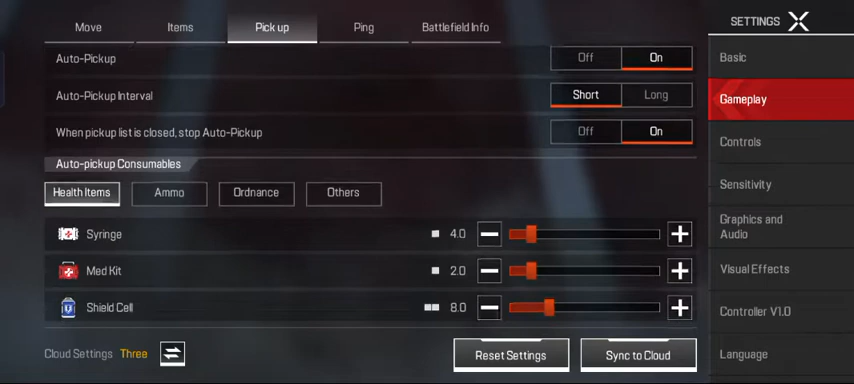 Move Items Pick up Ping Battlefield Info SETTINGS
Auto-Pickup Off On Basic
Auto-Pickup Interval Short Long Gameplay
When pickup list is closed, stop Auto-Pickup Off On Controls
Auto-pickup Consumables
Health Items Ammo Ordnance Others Sensitivity
Syringe 4.0 Graphics and
Audio
Med Kit 2.0 Visual Effects
Shield Cell 8.0 Controller V1.0
Cloud Settings Three Reset Settings Sync to Cloud Language